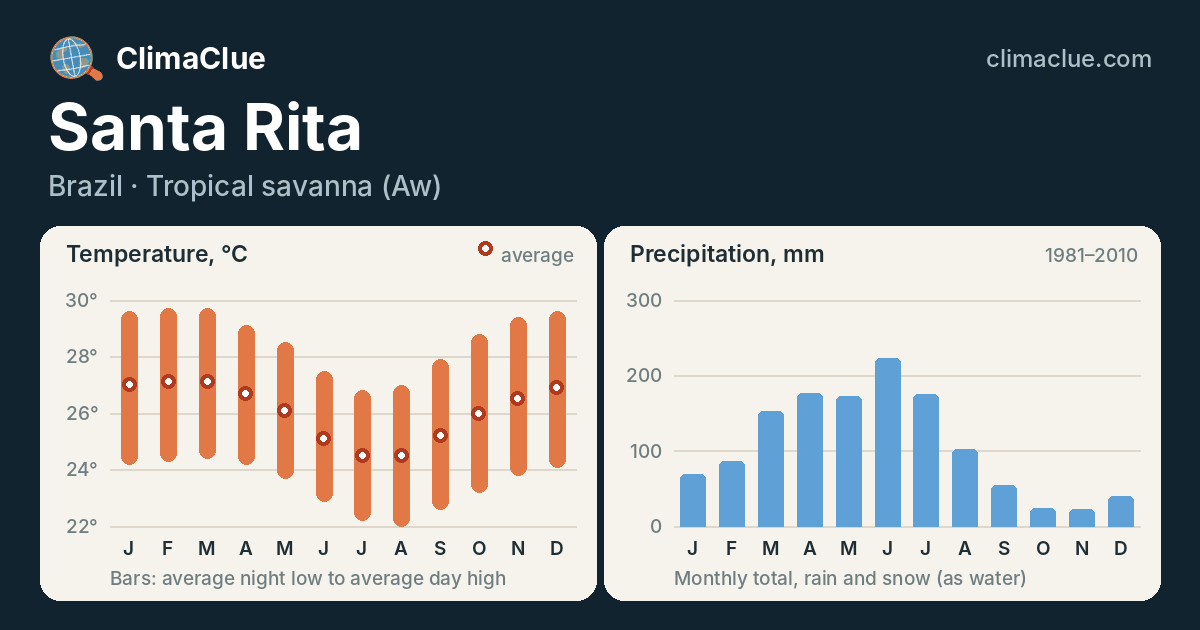 ClimaClue
climaclue.com
Santa Rita
Brazil · Tropical savanna (Aw)
Temperature, °C
average
30°
28°
26°
24°
22°
J F M A M J J A S O N D
Bars: average night low to average day high
Precipitation, mm
1981–2010
300
200
100
0
J F M A M J J A S O N D
Monthly total, rain and snow (as water)